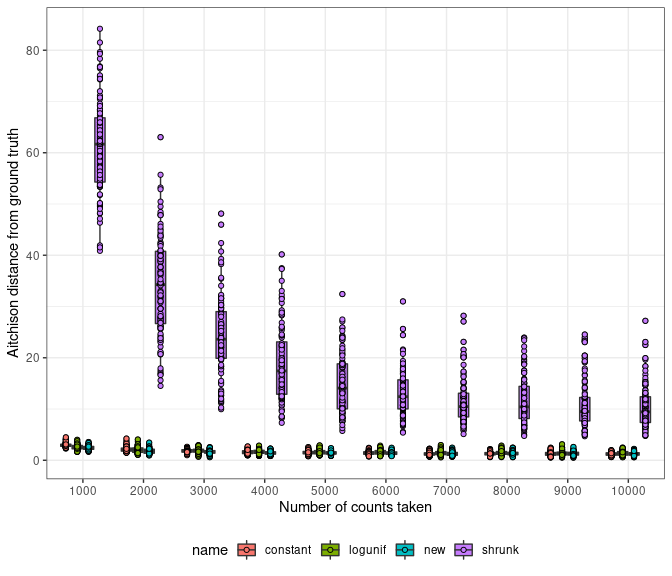 80
60
40
20
0
Aitchison distance from ground truth
1000 2000 3000 4000 5000 6000 7000 8000 9000 10000
Number of counts taken
name constant logunif new shrunk